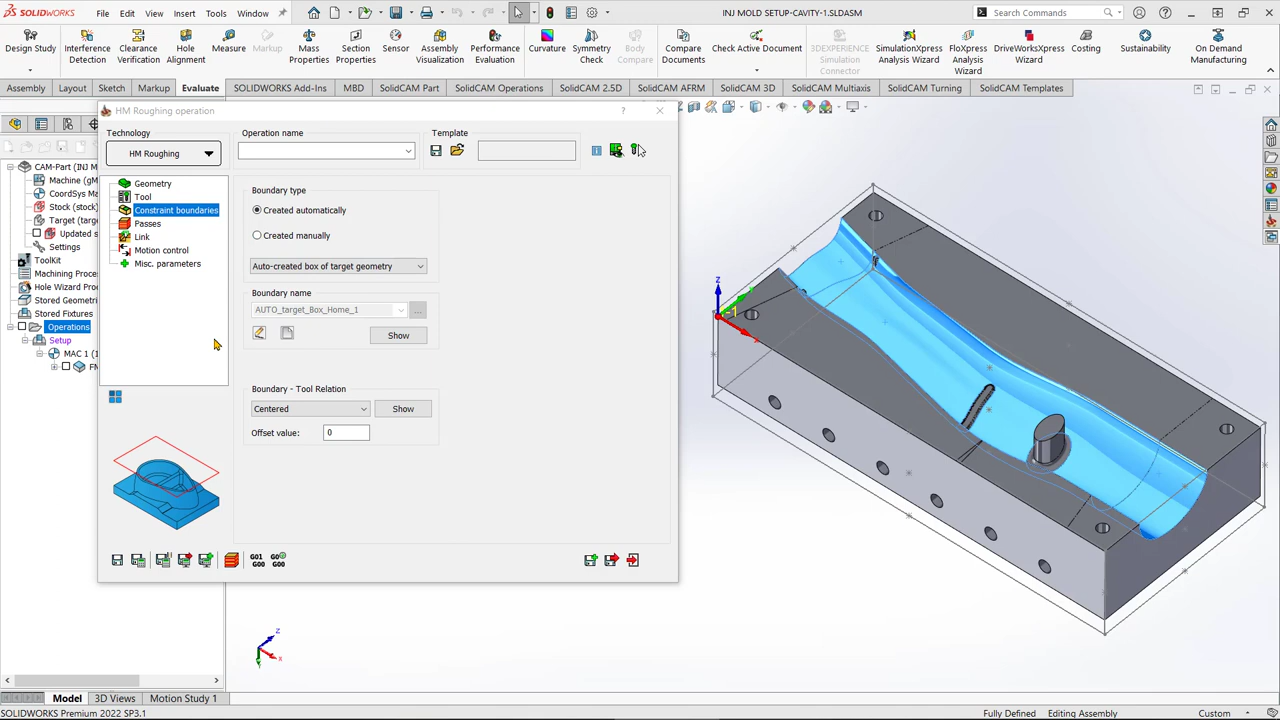 SOLIDWORKS
File
Edit
View
Insert
Tools
Window
INJ MOLD SETUP-CAVITY-1.SLDASM
Search Commands
Design Study
Interference Detection
Clearance Verification
Hole Alignment
Measure
Markup
Mass Properties
Section Properties
Sensor
Assembly Visualization
Performance Evaluation
Curvature
Symmetry Check
Body Compare
Compare Documents
Check Active Document
3DEXPERIENCE Simulation Connector
SimulationXpress Analysis Wizard
FloXpress Analysis Wizard
DriveWorksXpress Wizard
Costing
Sustainability
On Demand Manufacturing
Assembly
Layout
Sketch
Markup
Evaluate
SOLIDWORKS Add-Ins
MBD
SolidCAM Part
SolidCAM Operations
SolidCAM 2.5D
SolidCAM AFRM
SolidCAM 3D
SolidCAM Multiaxis
SolidCAM Turning
SolidCAM Templates
CAM-Part (INJ M
Machine (gM
CoordSys Ma
Stock (stock)
Target (targ
Updated s
Settings
ToolKit
Machining Proce
Hole Wizard Proc
Stored Geometri
Stored Fixtures
Operations
Setup
MAC 1 (1
FM
HM Roughing operation
?
Technology
HM Roughing
Operation name
Template
Geometry
Tool
Constraint boundaries
Passes
Link
Motion control
Misc. parameters
Boundary type
Created automatically
Created manually
Auto-created box of target geometry
Boundary name
AUTO_target_Box_Home_1
...
Show
Boundary - Tool Relation
Centered
Show
Offset value:
0
G01
G00
G0
G00
Z
X
Z
Y
X
Model
3D Views
Motion Study 1
SOLIDWORKS Premium 2022 SP3.1
Fully Defined
Editing Assembly
Custom